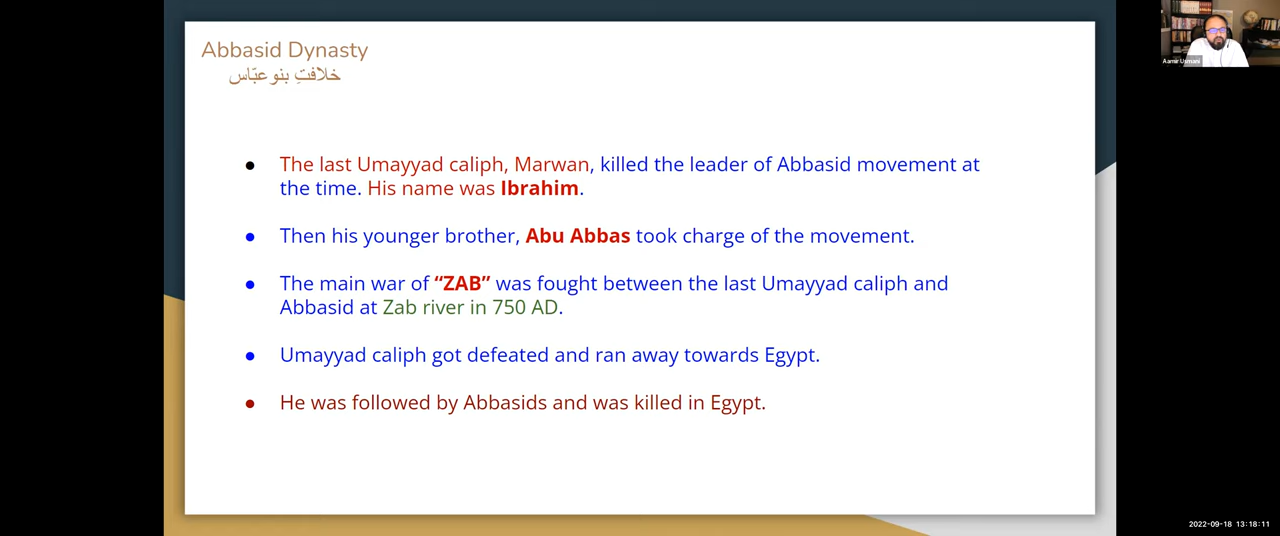 Abbasid Dynasty
خلافتِ بنو عبّاس
● The last Umayyad caliph, Marwan, killed the leader of Abbasid movement at
the time. His name was Ibrahim.
● Then his younger brother, Abu Abbas took charge of the movement.
● The main war of “ZAB” was fought between the last Umayyad caliph and
Abbasid at Zab river in 750 AD.
● Umayyad caliph got defeated and ran away towards Egypt.
● He was followed by Abbasids and was killed in Egypt.
Aamir Usmani
2022-09-18 13:18:11